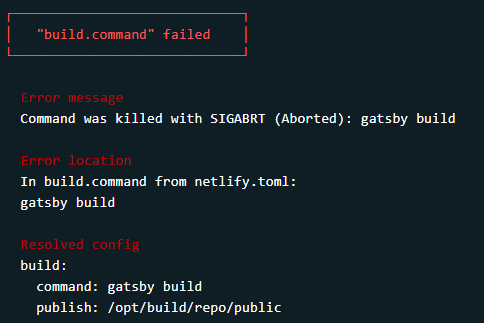 "build.command" failed
Error message
Command was killed with SIGABRT (Aborted): gatsby build
Error location
In build.command from netlify.toml:
gatsby build
Resolved config
build:
  command: gatsby build
  publish: /opt/build/repo/public